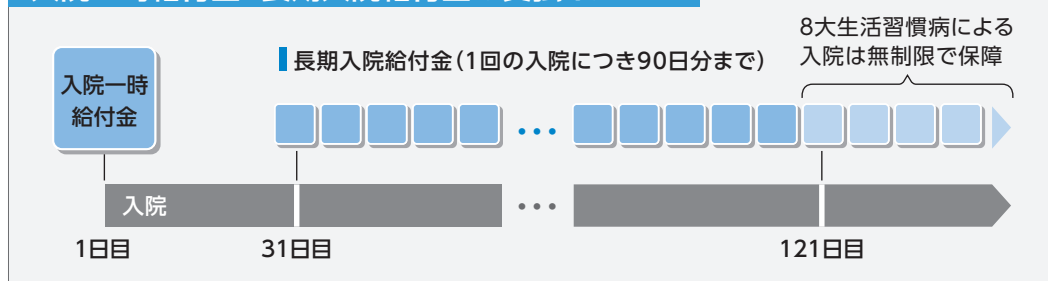 8大生活習慣病による
入院は無制限で保障
長期入院給付金(1回の入院につき90日分まで)
入院一時
給付金
入院
1日目
31日目
121日目